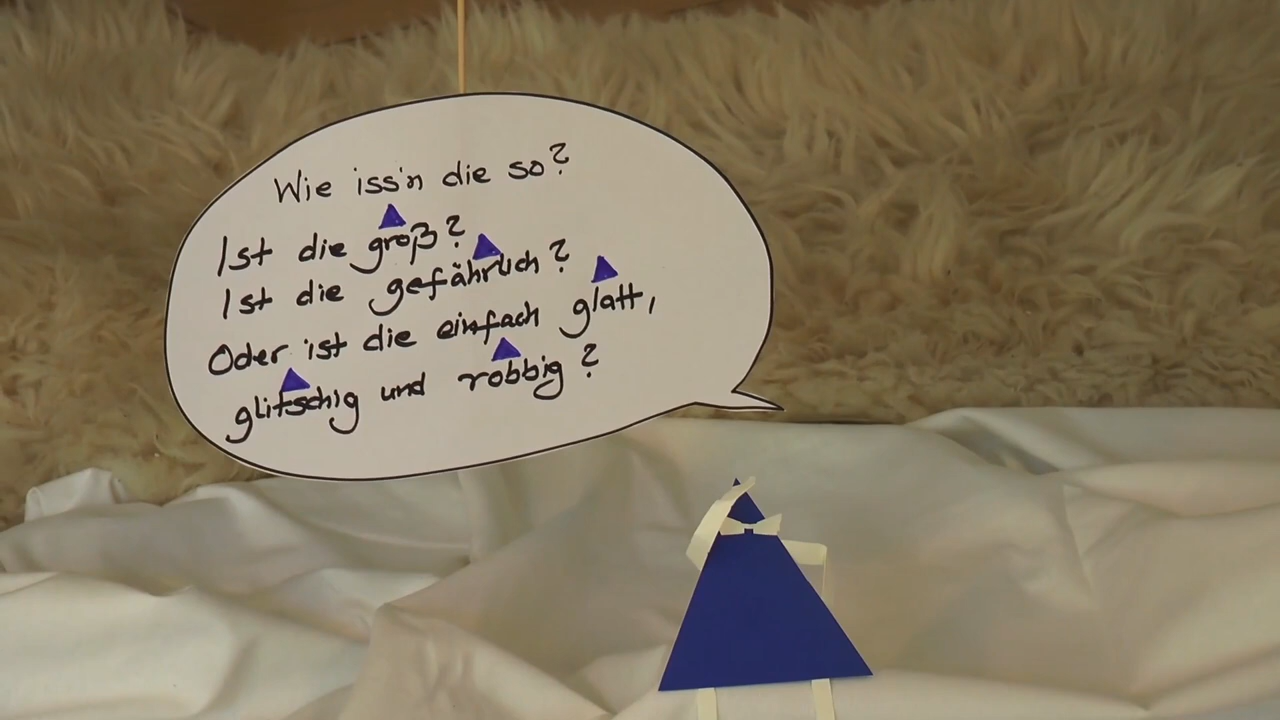 Wie iss'n die so?
Ist die groß?
Ist die gefährlich?
Oder ist die einfach glatt,
glitschig und robbig?